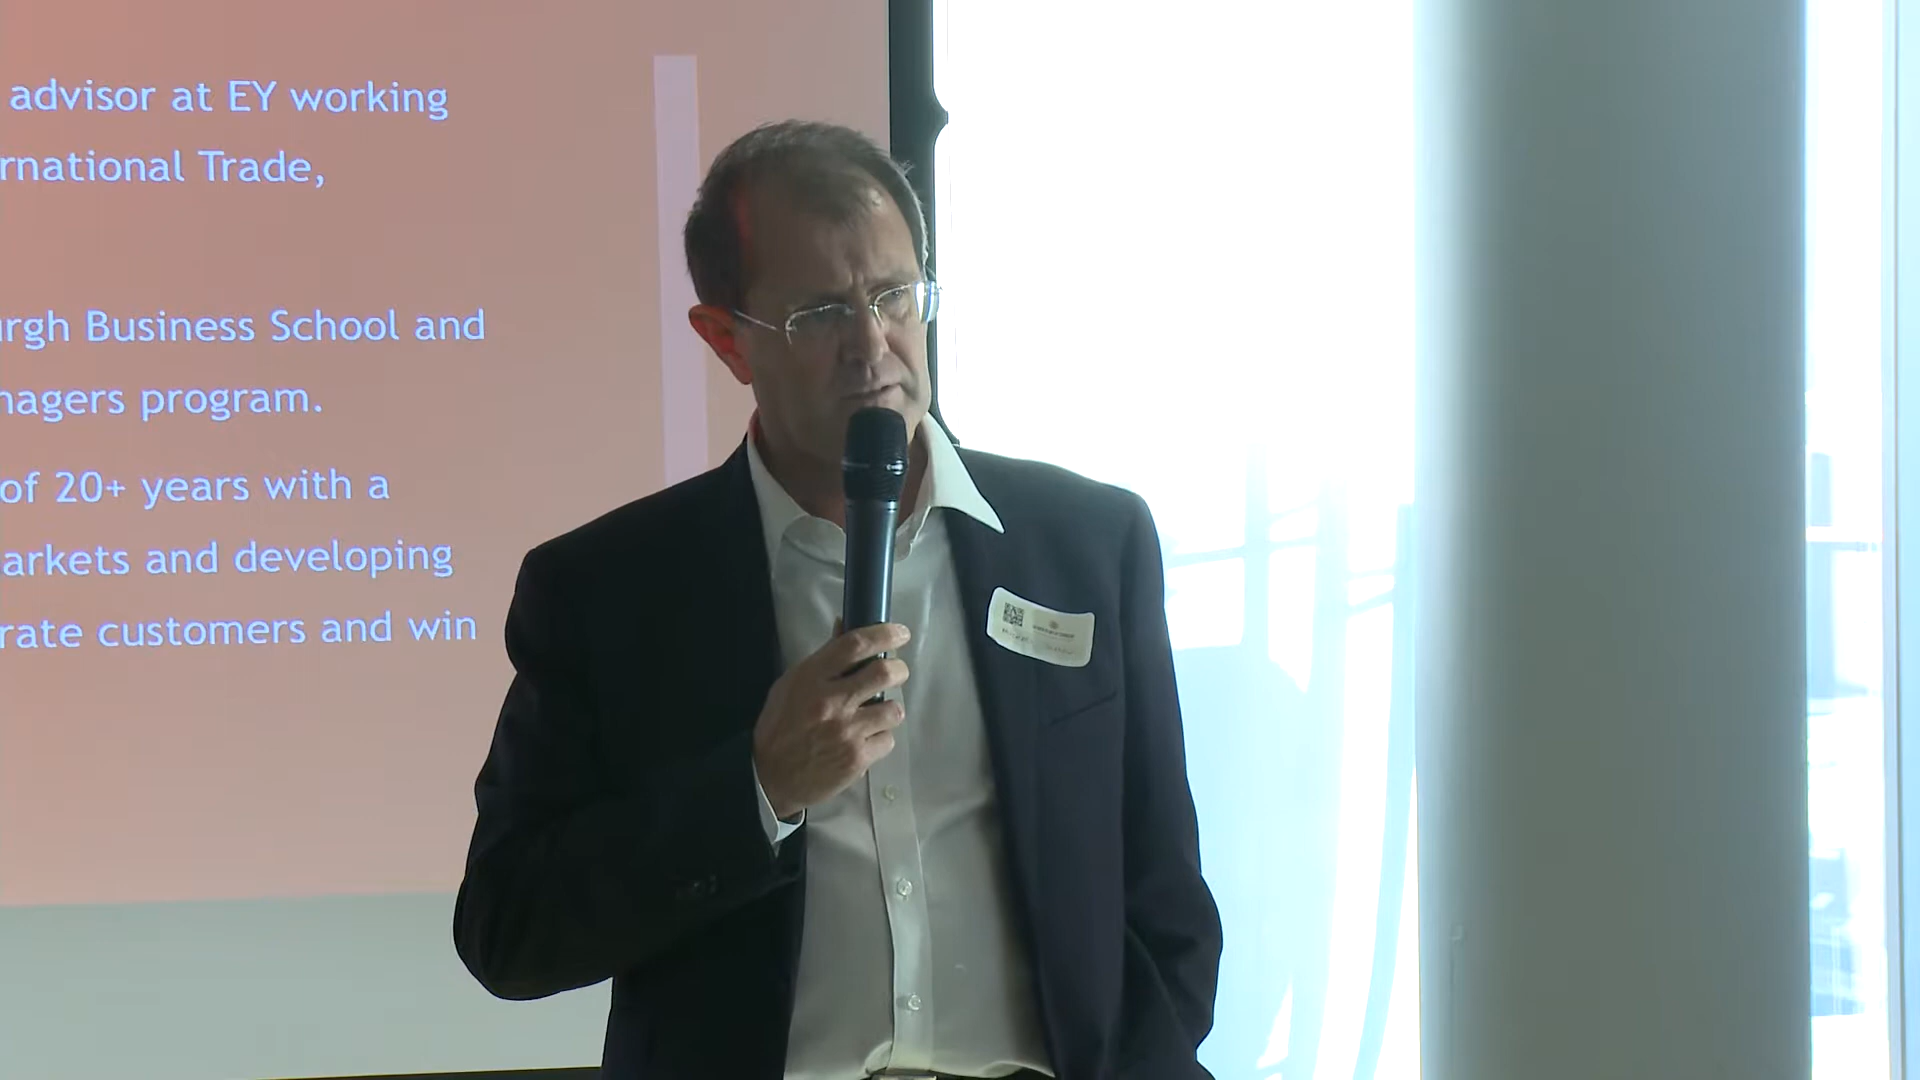 advisor at EY working
rnational Trade,
urgh Business School and
nagers program.
of 20+ years with a
arkets and developing
rate customers and win